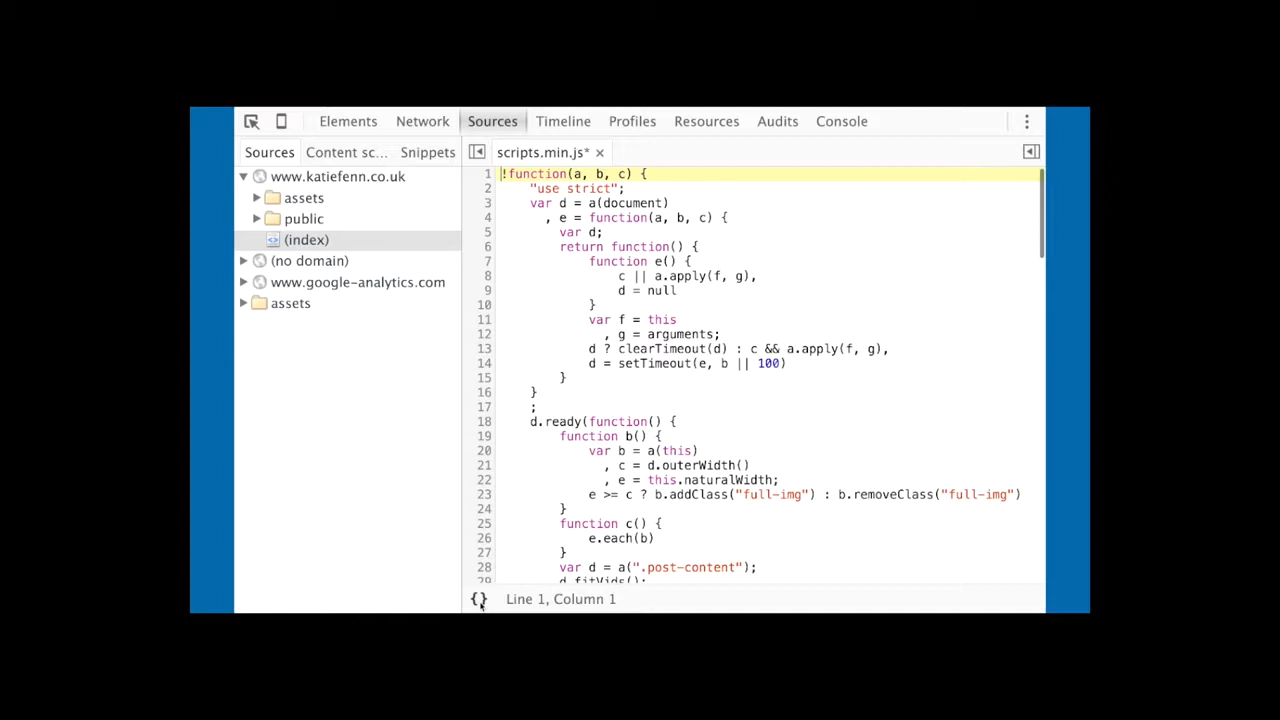 Elements Network Sources Timeline Profiles Resources Audits Console
Sources Content sc... Snippets
scripts.min.js* ×
www.katiefenn.co.uk
assets
public
(index)
(no domain)
www.google-analytics.com
assets
1 !function(a, b, c) {
2 "use strict";
3 var d = a(document)
4 , e = function(a, b, c) {
5 var d;
6 return function() {
7 function e() {
8 c || a.apply(f, g),
9 d = null
10 }
11 var f = this
12 , g = arguments;
13 d ? clearTimeout(d) : c && a.apply(f, g),
14 d = setTimeout(e, b || 100)
15 }
16 }
17 ;
18 d.ready(function() {
19 function b() {
20 var b = a(this)
21 , c = d.outerWidth()
22 , e = this.naturalWidth;
23 e >= c ? b.addClass("full-img") : b.removeClass("full-img")
24 }
25 function c() {
26 e.each(b)
27 }
28 var d = a(".post-content");
29 d.fitVids();
{} Line 1, Column 1